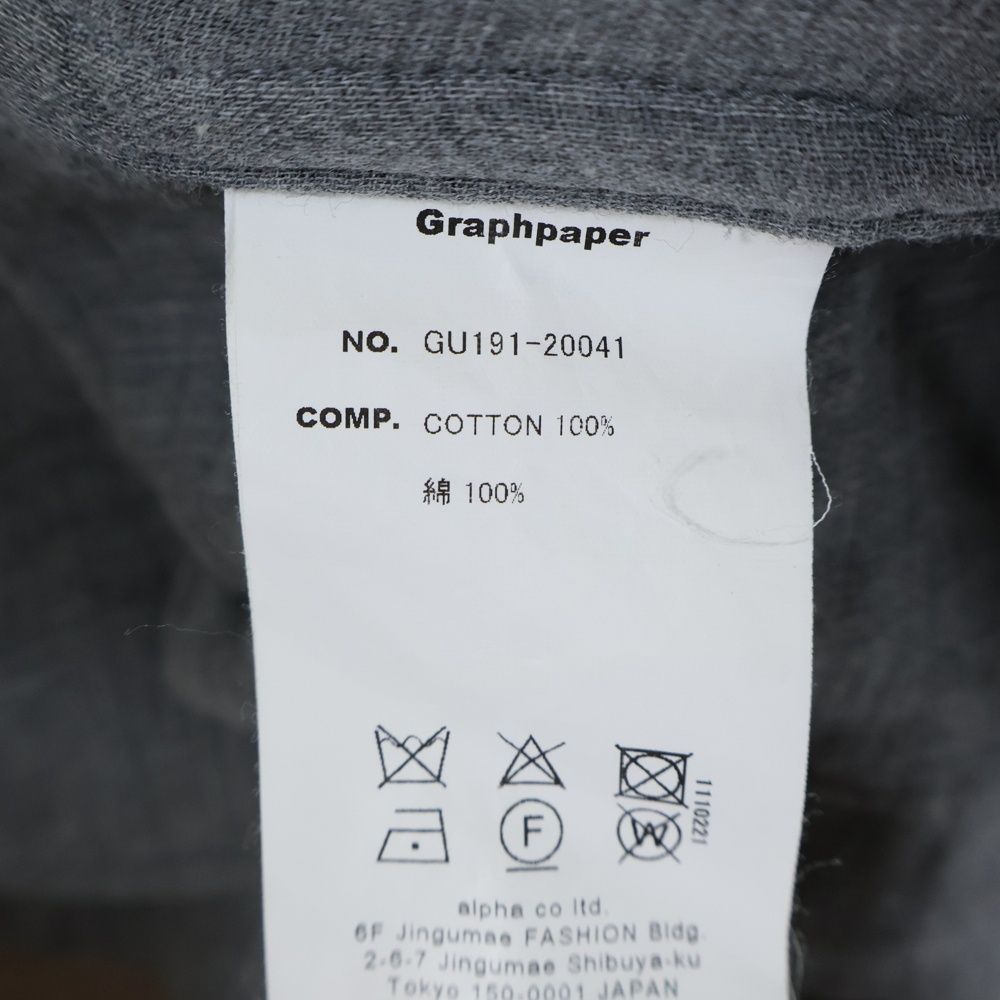 Graphpaper
NO. GU191-20041
COMP. COTTON 100%
綿 100%
1110221
F
W
alpha co ltd.
6F Jingumae FASHION Bldg.
2-6-7 Jingumae Shibuya-ku
Tokyo 150-0001 JAPAN